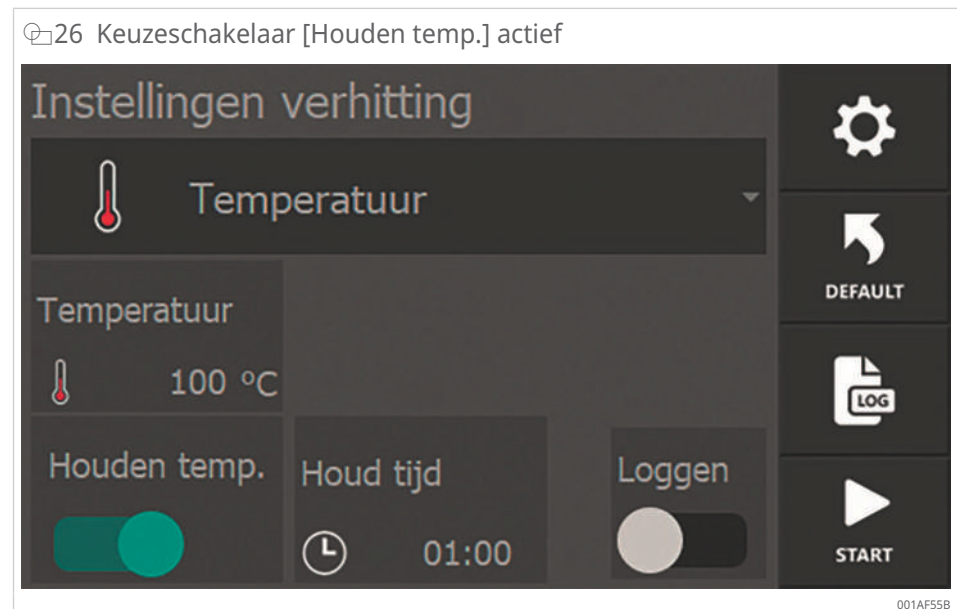 26 Keuzeschakelaar [Houden temp.] actief
Instellingen verhitting
Temperatuur
DEFAULT
Temperatuur
100 °C
LOG
Houden temp.
Houd tijd
Loggen
01:00
START
001AF55B